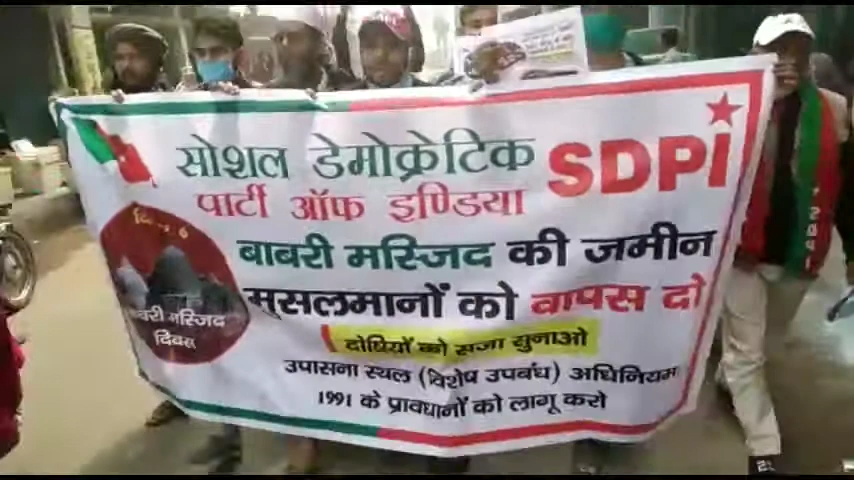 सोशल डेमोक्रेटिक
पार्टी ऑफ इण्डिया
SDPI
बाबरी मस्जिद की जमीन
मुसलमानों को वापस दो
दोषियों को सजा सुनाओ
उपासना स्थल (विशेष उपबंध) अधिनियम
1991 के प्रावधानों को लागू करो
6
बाबरी मस्जिद
दिवस